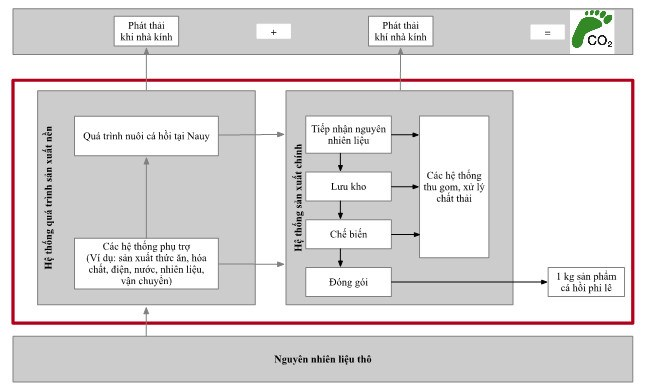 Phát thải
khí nhà kính
+
Phát thải
khí nhà kính
=
CO₂
Hệ thống quá trình sản xuất nền
Quá trình nuôi cá hồi tại Nauy
Các hệ thống phụ trợ
(Ví dụ: sản xuất thức ăn, hóa
chất, điện, nước, nhiên liệu,
vận chuyển)
Hệ thống sản xuất chính
Tiếp nhận nguyên
nhiên liệu
Lưu kho
Chế biến
Đóng gói
Các hệ thống
thu gom, xử lý
chất thải
1 kg sản phẩm
cá hồi phi lê
Nguyên nhiên liệu thô